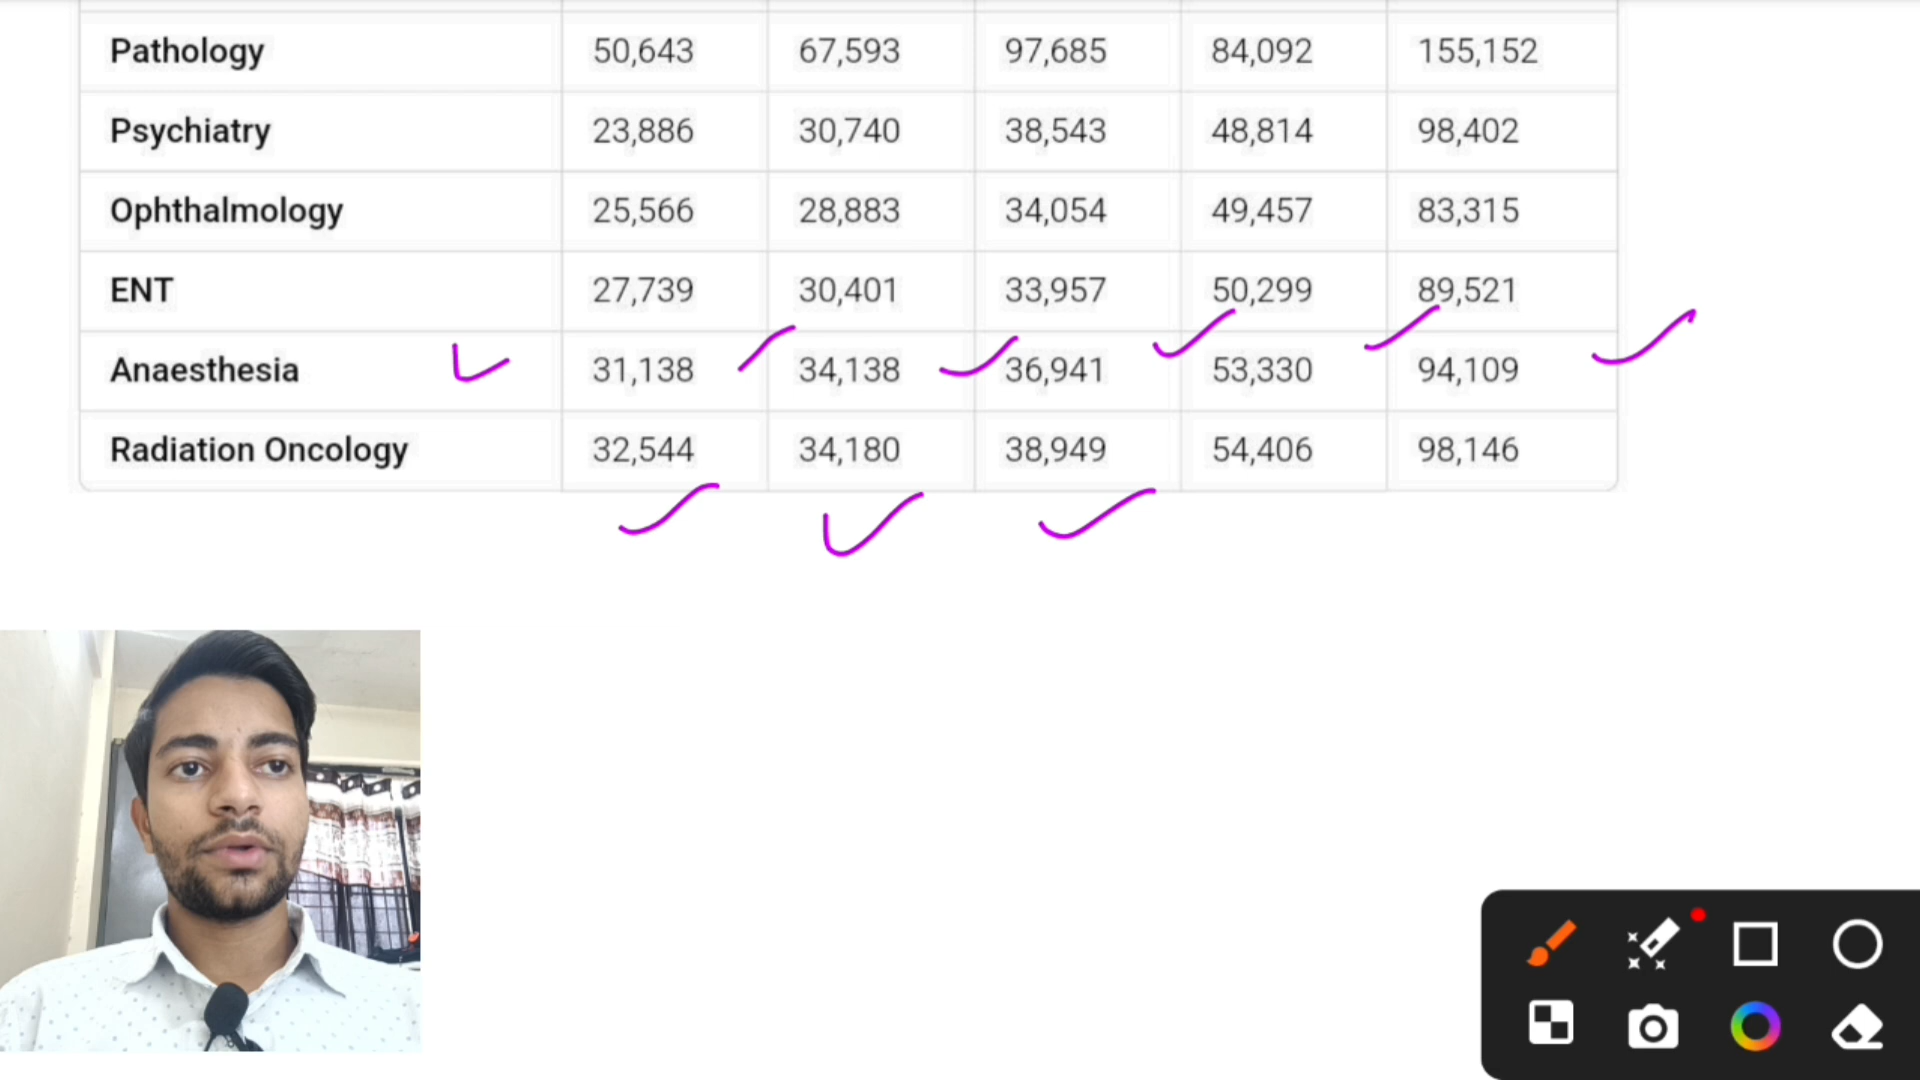 Pathology 50,643 67,593 97,685 84,092 155,152
Psychiatry 23,886 30,740 38,543 48,814 98,402
Ophthalmology 25,566 28,883 34,054 49,457 83,315
ENT 27,739 30,401 33,957 50,299 89,521
Anaesthesia 31,138 34,138 36,941 53,330 94,109
Radiation Oncology 32,544 34,180 38,949 54,406 98,146